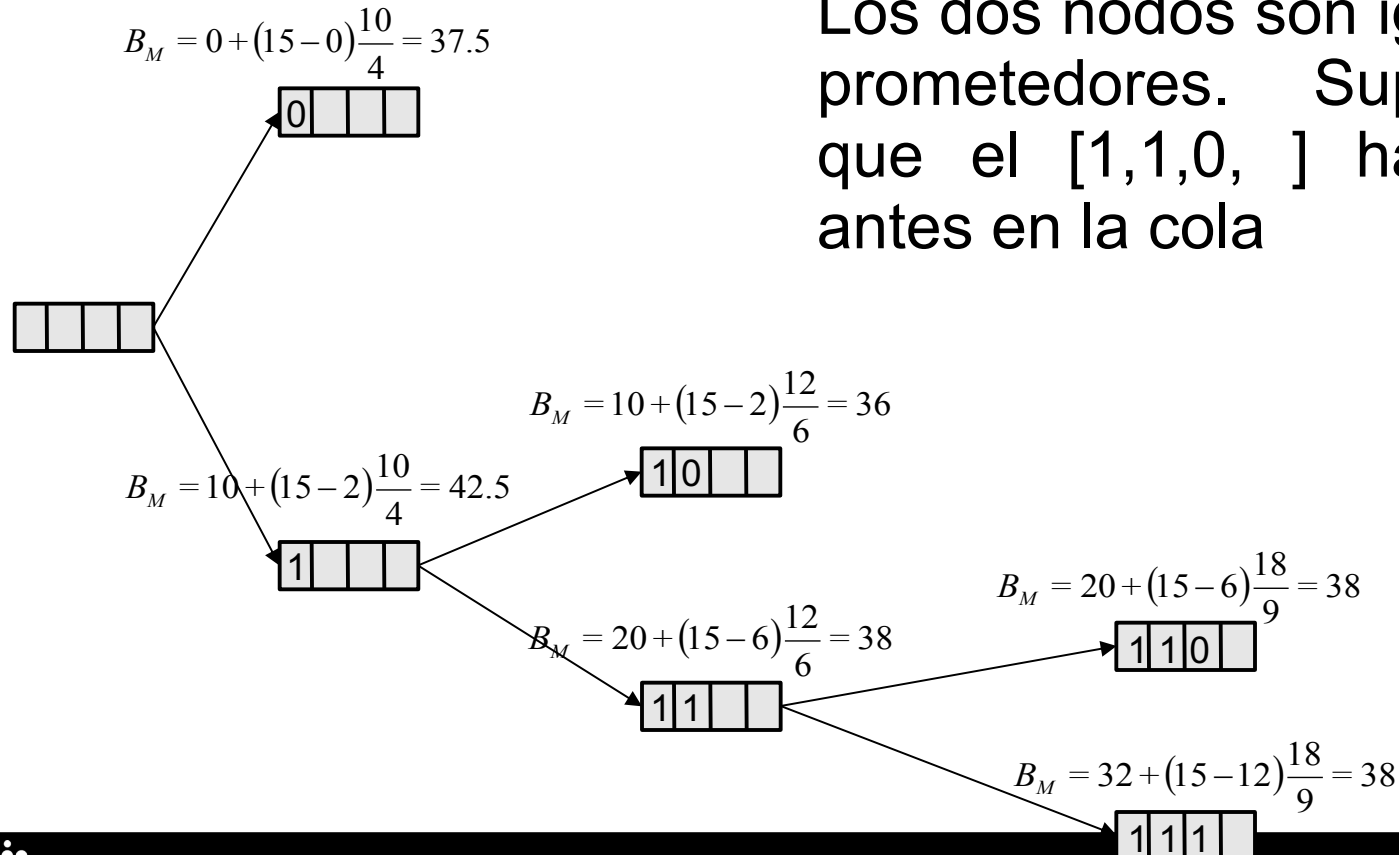 Los dos nodos son
prometedores.
que el [1,1,0, ]
antes en la cola
B_M = 0 + (15 − 0) 10/4 = 37.5
0
B_M = 10 + (15 − 2) 12/6 = 36
1 0
B_M = 10 + (15 − 2) 10/4 = 42.5
1
B_M = 20 + (15 − 6) 18/9 = 38
1 1 0
B_M = 20 + (15 − 6) 12/6 = 38
1 1
B_M = 32 + (15 − 12) 18/9 = 38
1 1 1